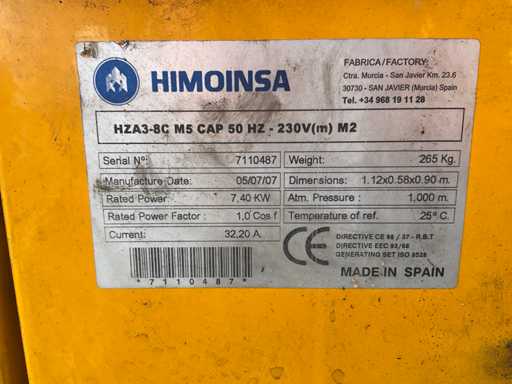 HIMOINSA
FABRICA/FACTORY:
Ctra. Murcia - San Javier Km. 23.6
30730 - SAN JAVIER (Murcia) Spain
Tel. +34 968 19 11 28
HZA3-8C M5 CAP 50 HZ - 230V(m) M2
Serial Nº: 7110487 Weight: 265 Kg.
Manufacture Date: 05/07/07 Dimensions: 1.12x0.58x0.90 m.
Rated Power: 7,40 KW Atm. Pressure : 1,000 m.
Rated Power Factor : 1,0 Cos f Temperature of ref. 25º C.
Current: 32,20 A.
CE
DIRECTIVE CE 98 / 37 - R.B.T
DIRECTIVE EEC 93/68
GENERATING SET ISO 8528
*7110487*
MADE IN SPAIN